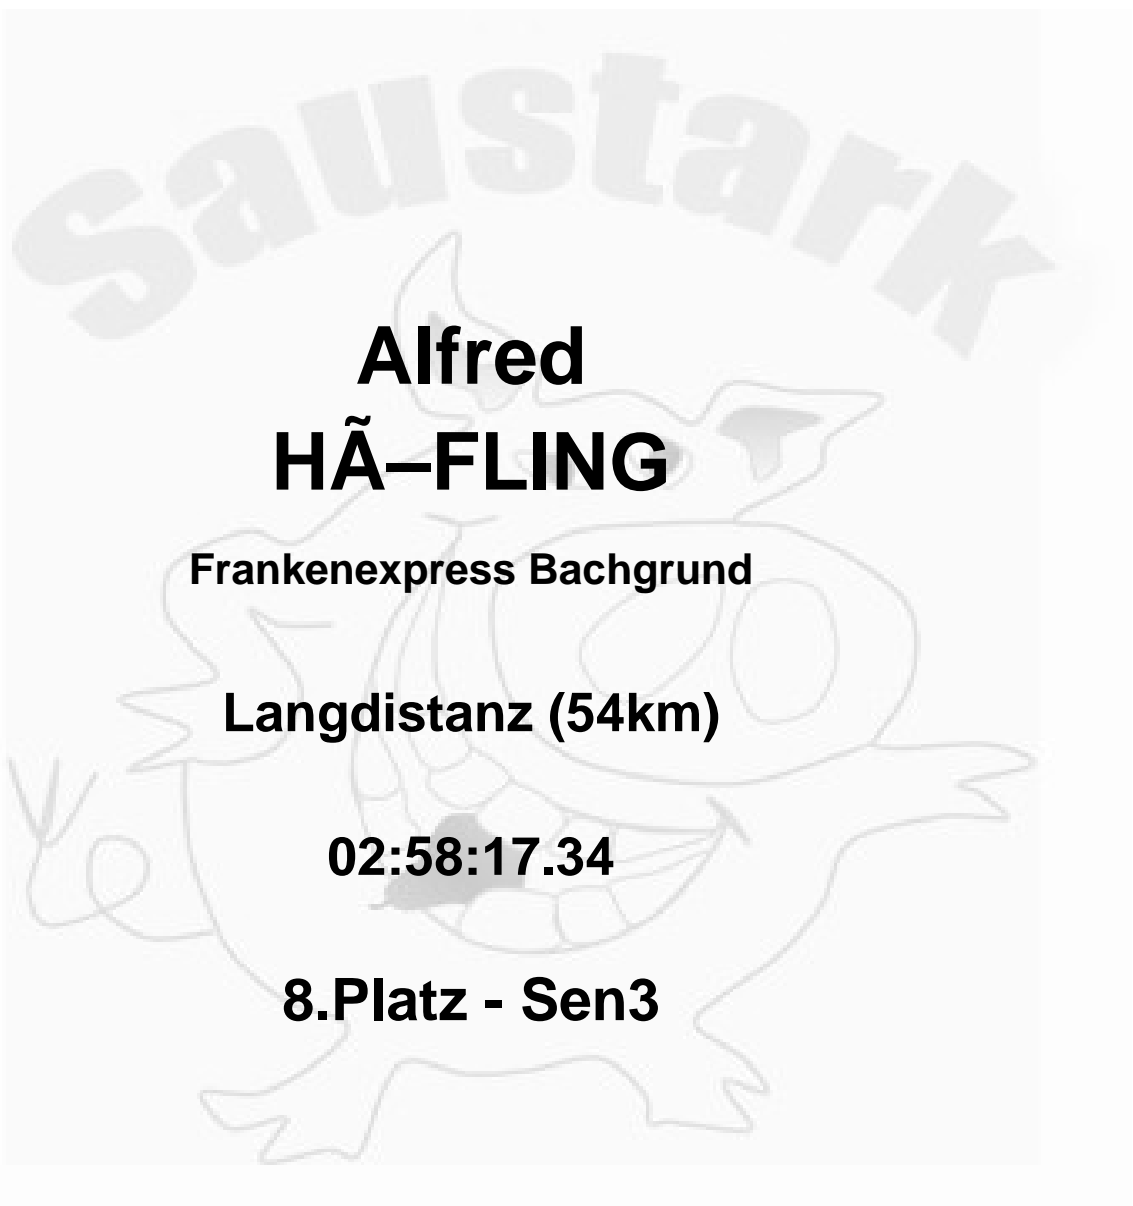 Saustark
Alfred
HÃ–FLING
Frankenexpress Bachgrund
Langdistanz (54km)
02:58:17.34
8.Platz - Sen3